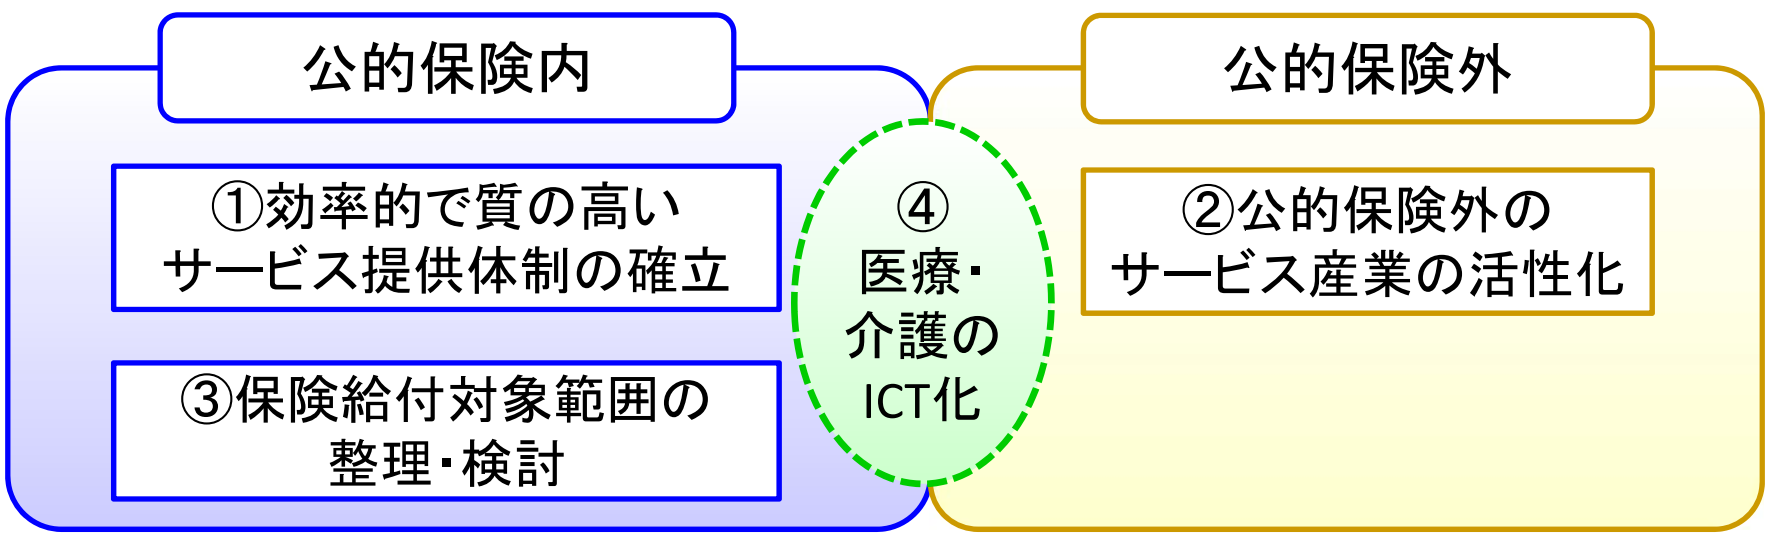 公的保険内
①効率的で質の高い
サービス提供体制の確立
③保険給付対象範囲の
整理・検討
④
医療・
介護の
ICT化
公的保険外
②公的保険外の
サービス産業の活性化